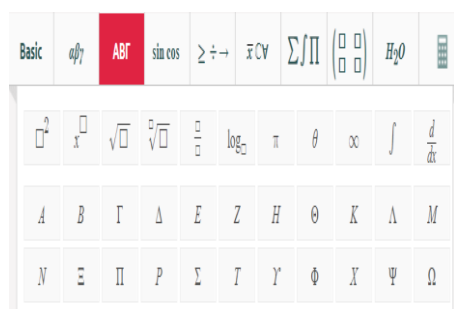 Basic αβγ ΑΒΓ sin cos ≥ ÷ → x̄ ℂ ∀ ∑ ∫ ∏ (□ □ □ □) H₂O
□² x^□ √□ □√□ □/□ log□ π θ ∞ ∫ d/dx
Α Β Γ Δ Ε Ζ Η Θ Κ Λ Μ
Ν Ξ Π Ρ Σ Τ ϒ Φ Χ Ψ Ω